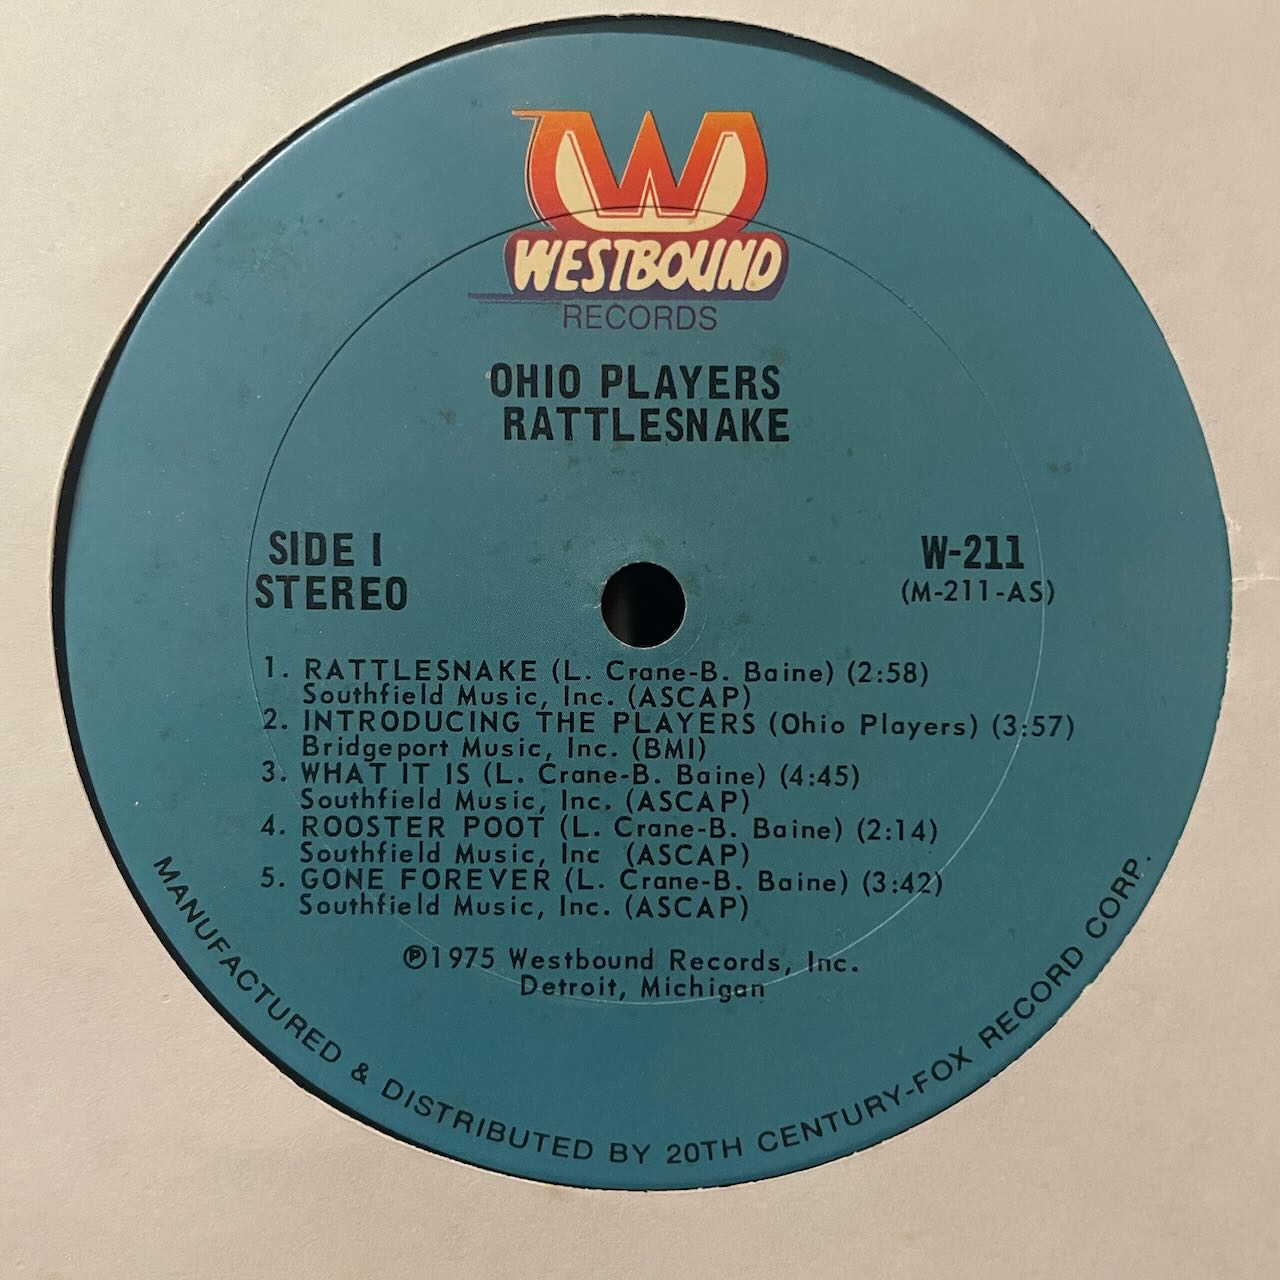 W
WESTBOUND
RECORDS
OHIO PLAYERS
RATTLESNAKE
SIDE I
STEREO
W-211
(M-211-AS)
1. RATTLESNAKE (L. Crane-B. Baine) (2:58)
Southfield Music, Inc. (ASCAP)
2. INTRODUCING THE PLAYERS (Ohio Players) (3:57)
Bridgeport Music, Inc. (BMI)
3. WHAT IT IS (L. Crane-B. Baine) (4:45)
Southfield Music, Inc. (ASCAP)
4. ROOSTER POOT (L. Crane-B. Baine) (2:14)
Southfield Music, Inc (ASCAP)
5. GONE FOREVER (L. Crane-B. Baine) (3:42)
Southfield Music, Inc. (ASCAP)
℗1975 Westbound Records, Inc.
Detroit, Michigan
MANUFACTURED & DISTRIBUTED BY 20TH CENTURY-FOX RECORD CORP.